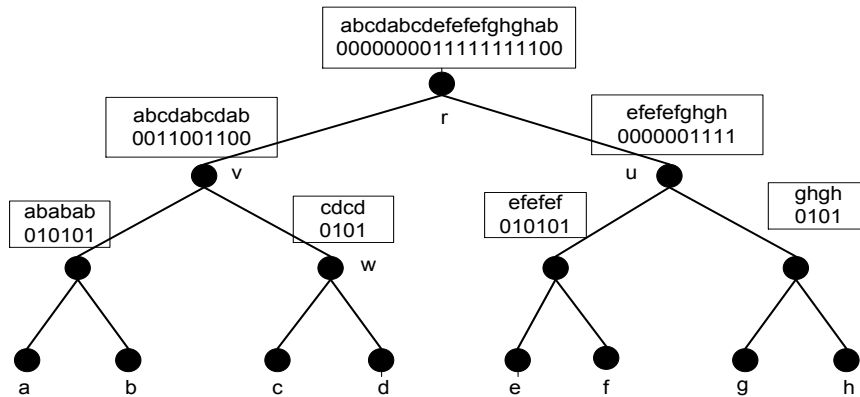 abcdabcdefefefghghab
00000000111111111100
r
abcdabcdab
0011001100
v
efefefghgh
0000001111
u
ababab
010101
cdcd
0101
w
efefef
010101
ghgh
0101
a b c d e f g h